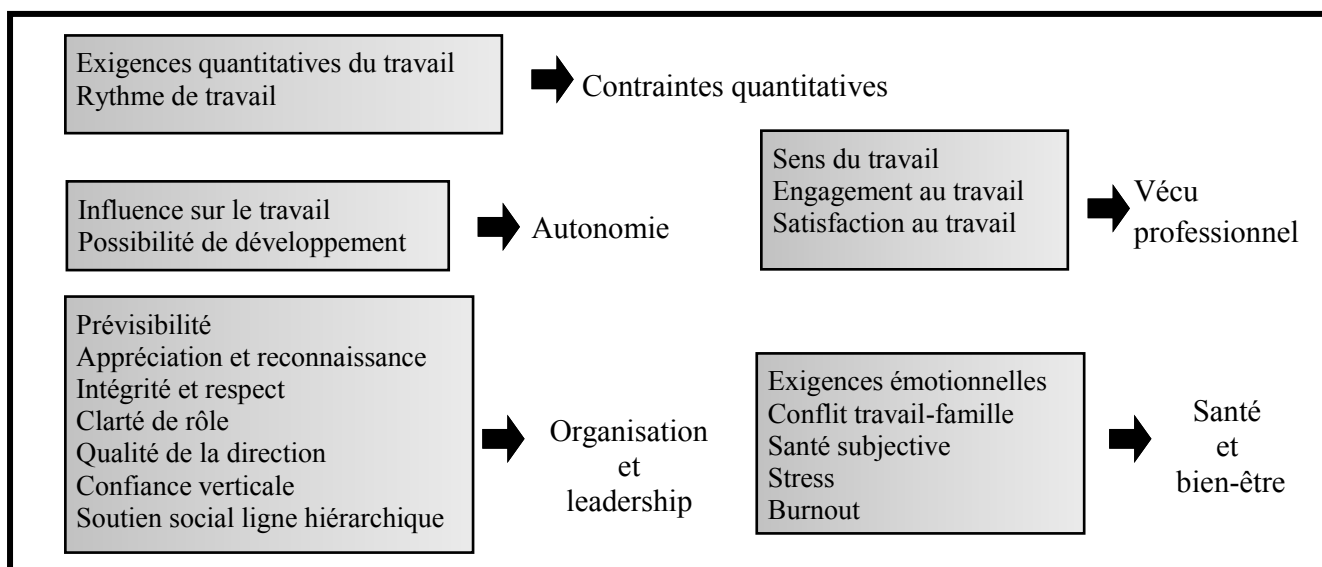 Exigences quantitatives du travail
Rythme de travail
Contraintes quantitatives
Influence sur le travail
Possibilité de développement
Autonomie
Prévisibilité
Appréciation et reconnaissance
Intégrité et respect
Clarté de rôle
Qualité de la direction
Confiance verticale
Soutien social ligne hiérarchique
Organisation
et
leadership
Sens du travail
Engagement au travail
Satisfaction au travail
Vécu
professionnel
Exigences émotionnelles
Conflit travail-famille
Santé subjective
Stress
Burnout
Santé
et
bien-être